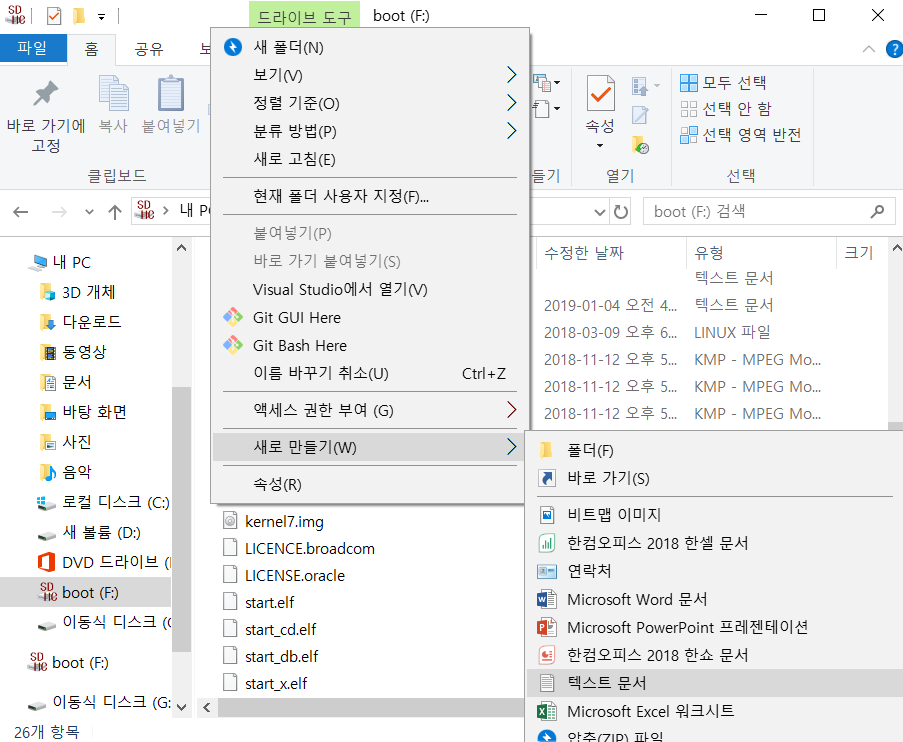 SD HC
드라이브 도구
boot (F:)
파일
홈
공유
바로 가기에 고정
복사
붙여넣기
클립보드
속성
열기
모두 선택
선택 안 함
선택 영역 반전
선택
SD HC
내 PC
boot (F:) 검색
내 PC
3D 개체
다운로드
동영상
문서
바탕 화면
사진
음악
로컬 디스크 (C:)
새 볼륨 (D:)
DVD 드라이브 (
SD HC boot (F:)
이동식 디스크 (
SD HC boot (F:)
이동식 디스크 (G:
26개 항목
새 폴더(N)
보기(V)
정렬 기준(O)
분류 방법(P)
새로 고침(E)
현재 폴더 사용자 지정(F)...
붙여넣기(P)
바로 가기 붙여넣기(S)
Visual Studio에서 열기(V)
Git GUI Here
Git Bash Here
이름 바꾸기 취소(U) Ctrl+Z
액세스 권한 부여 (G)
새로 만들기(W)
속성(R)
kernel7.img
LICENCE.broadcom
LICENSE.oracle
start.elf
start_cd.elf
start_db.elf
start_x.elf
수정한 날짜 유형 크기
텍스트 문서
2019-01-04 오전 4... 텍스트 문서
2018-03-09 오후 6... LINUX 파일
2018-11-12 오후 5... KMP - MPEG Mo...
2018-11-12 오후 5... KMP - MPEG Mo...
2018-11-12 오후 5... KMP - MPEG Mo...
폴더(F)
바로 가기(S)
비트맵 이미지
한컴오피스 2018 한셀 문서
연락처
Microsoft Word 문서
Microsoft PowerPoint 프레젠테이션
한컴오피스 2018 한쇼 문서
텍스트 문서
Microsoft Excel 워크시트
압축(ZIP) 파일